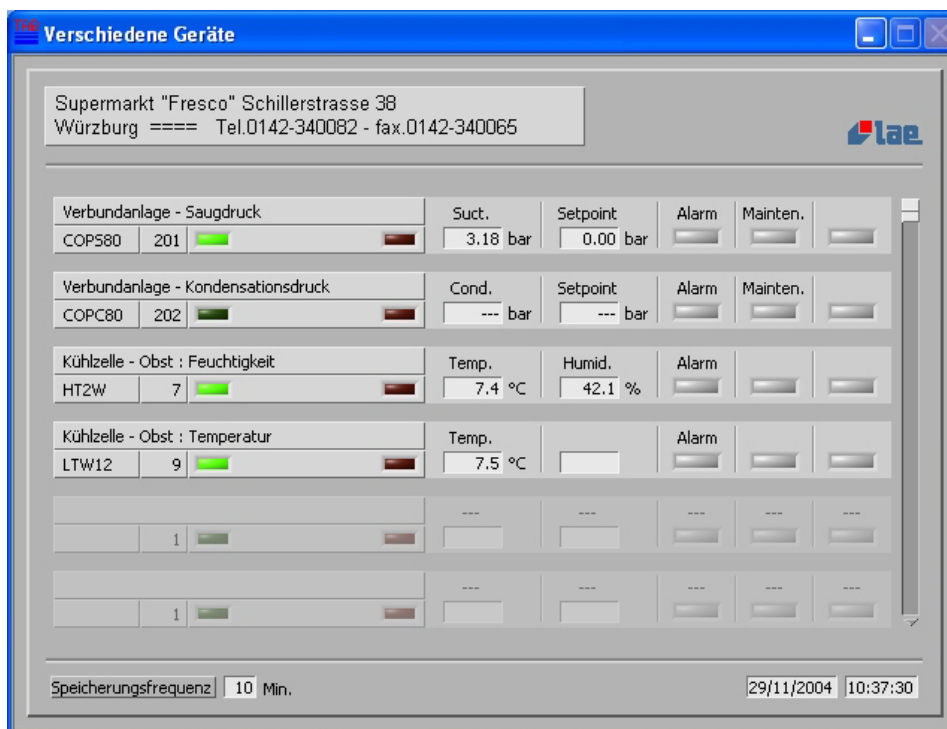 Verschiedene Geräte
Supermarkt "Fresco" Schillerstrasse 38
Würzburg ==== Tel.0142-340082 - fax.0142-340065
lae
Verbundanlage - Saugdruck Suct. Setpoint Alarm Mainten.
COPS80 201 3.18 bar 0.00 bar
Verbundanlage - Kondensationsdruck Cond. Setpoint Alarm Mainten.
COPC80 202 --- bar --- bar
Kühlzelle - Obst : Feuchtigkeit Temp. Humid. Alarm
HT2W 7 7.4 °C 42.1 %
Kühlzelle - Obst : Temperatur Temp. Alarm
LTW12 9 7.5 °C
--- --- --- --- ---
1
--- --- --- --- ---
1
Speicherungsfrequenz 10 Min. 29/11/2004 10:37:30